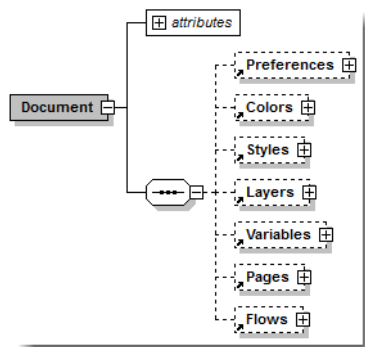 attributes
Preferences
Document
Colors
Styles
Layers
Variables
Pages
Flows